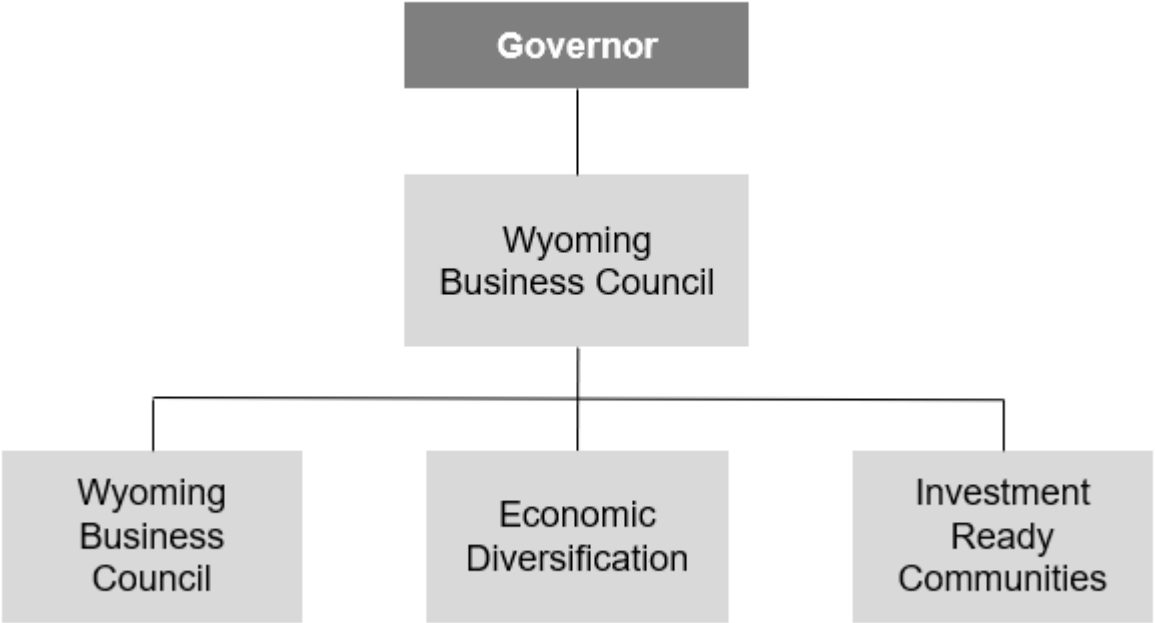 Governor
Wyoming
Business Council
Wyoming
Business
Council
Economic
Diversification
Investment
Ready
Communities